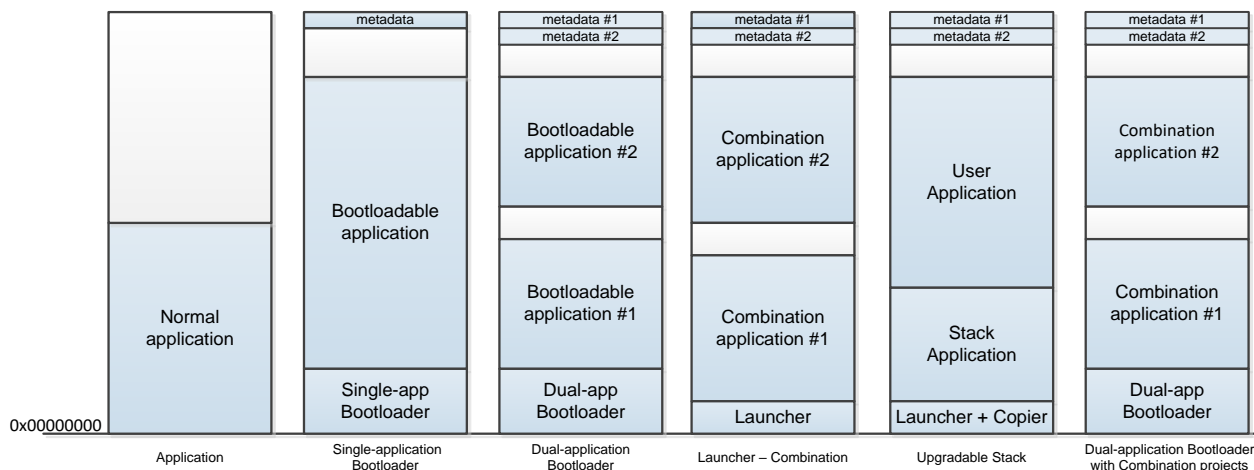 metadata
metadata #1
metadata #2
Bootloadable
application #2
Bootloadable
application
Bootloadable
application #1
Normal
application
Single-app
Bootloader
Dual-app
Bootloader
metadata #1
metadata #2
Combination
application #2
Combination
application #1
Launcher
metadata #1
metadata #2
User
Application
Stack
Application
Launcher + Copier
metadata #1
metadata #2
Combination
application #2
Combination
application #1
Dual-app
Bootloader
0x00000000
Application
Single-application
Bootloader
Dual-application
Bootloader
Launcher – Combination
Upgradable Stack
Dual-application Bootloader
with Combination projects